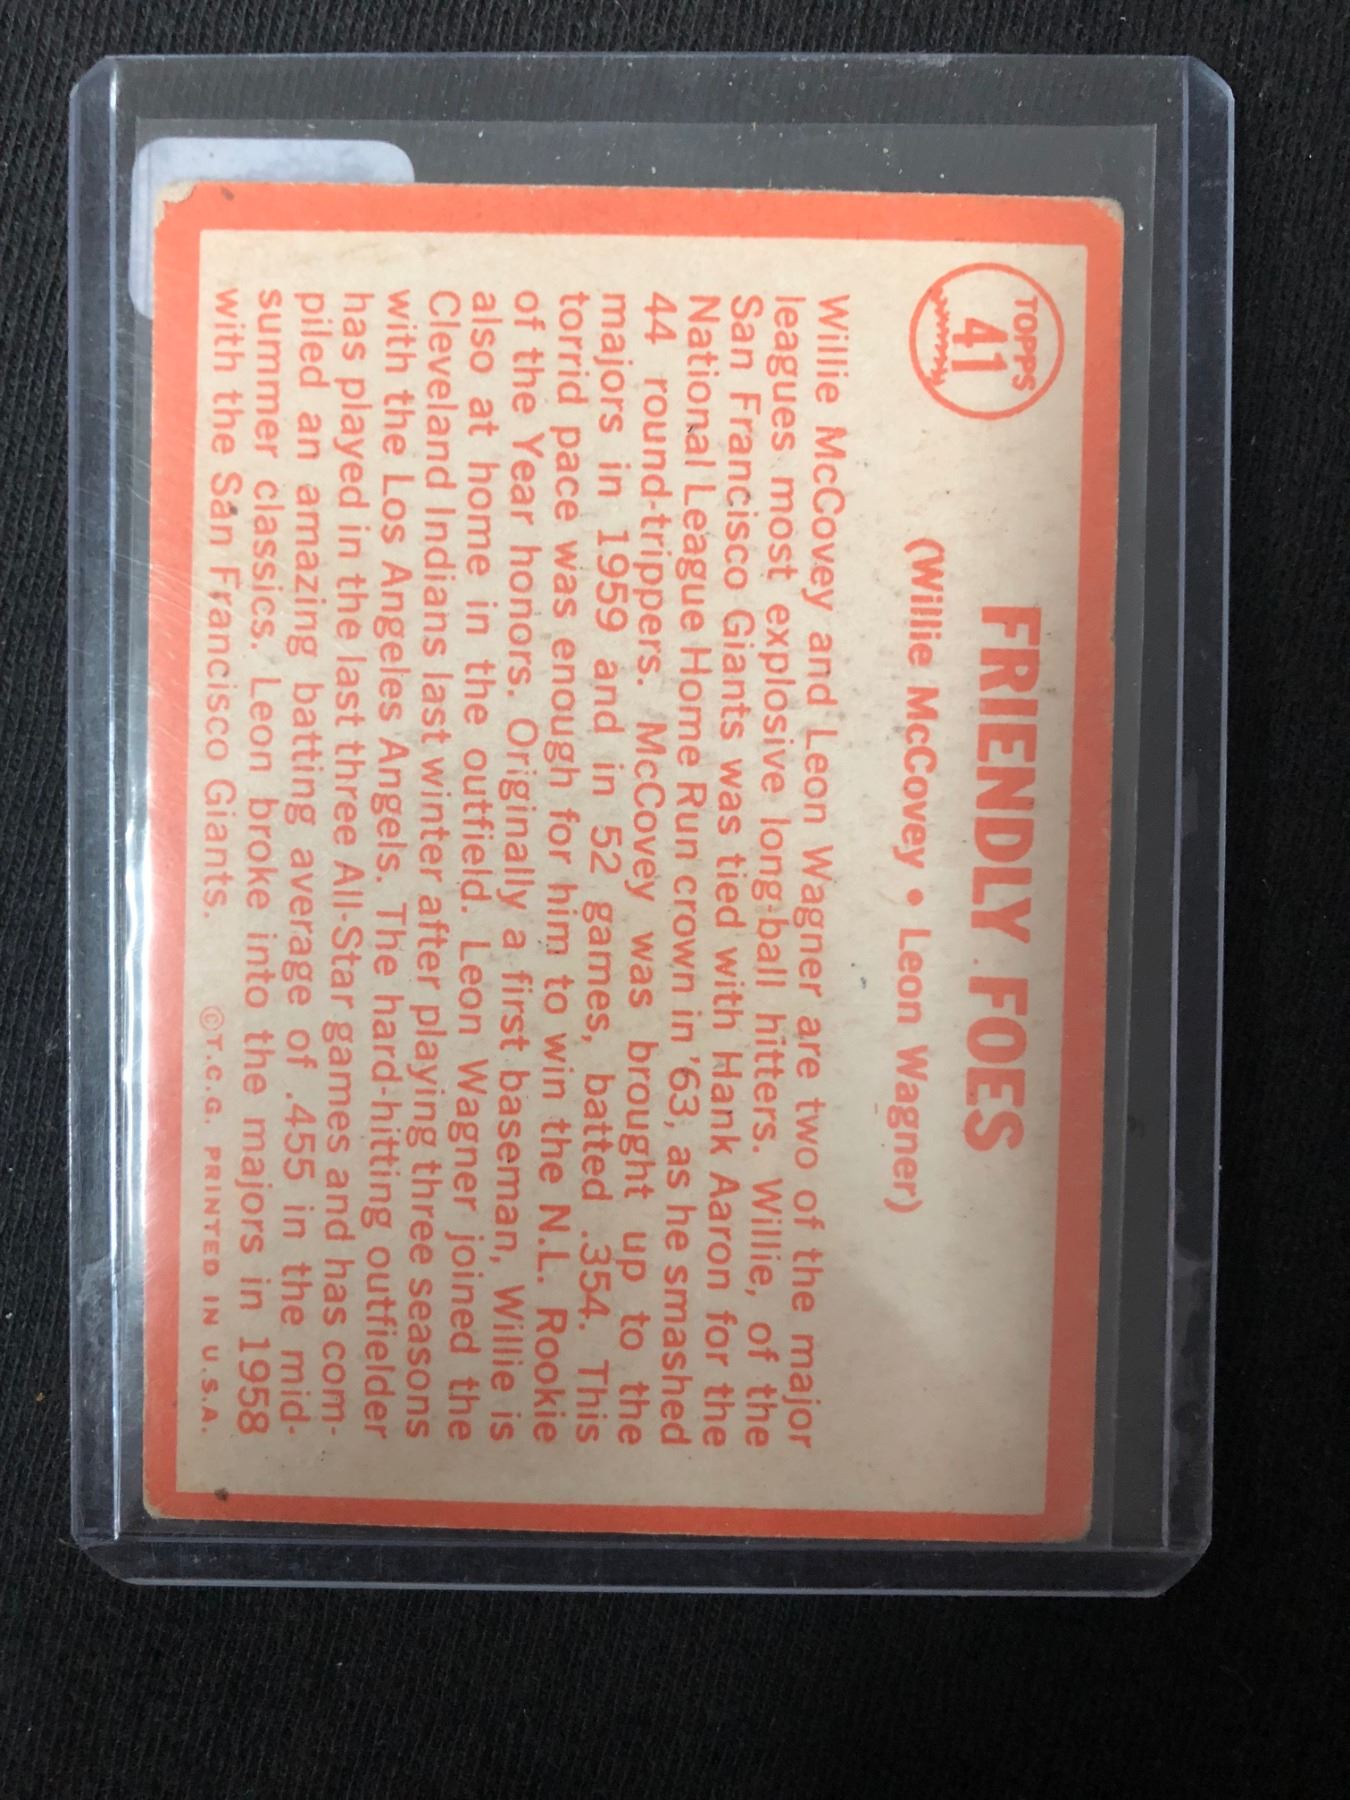 TOPPS
41
FRIENDLY FOES
(Willie McCovey • Leon Wagner)
Willie McCovey and Leon Wagner are two of the major
leagues most explosive long-ball hitters. Willie, of the
San Francisco Giants was tied with Hank Aaron for the
National League Home Run crown in '63, as he smashed
44 round-trippers. McCovey was brought up to the
majors in 1959 and in 52 games, batted .354. This
torrid pace was enough for him to win the N.L. Rookie
of the Year honors. Originally a first baseman, Willie is
also at home in the outfield. Leon Wagner joined the
Cleveland Indians last winter after playing three seasons
with the Los Angeles Angels. The hard-hitting outfielder
has played in the last three All-Star games and has com-
piled an amazing batting average of .455 in the mid-
summer classics. Leon broke into the majors in 1958
with the San Francisco Giants. ©T.C.G. PRINTED IN U.S.A.